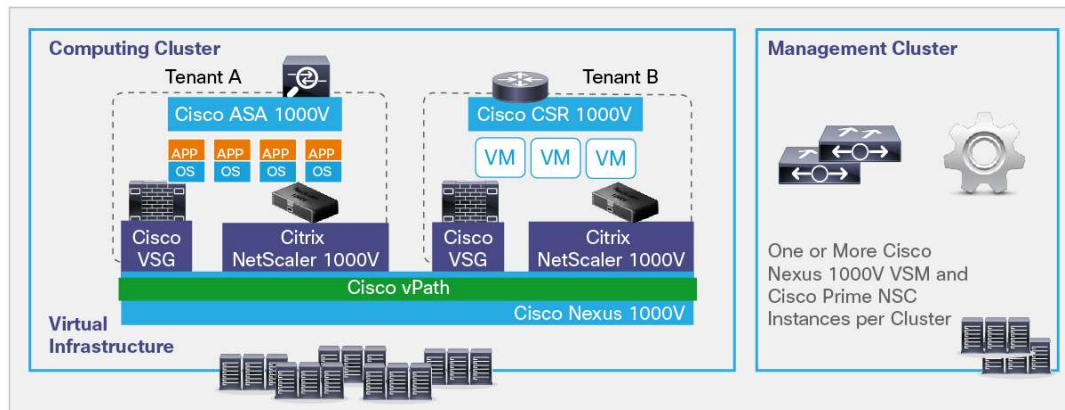 Computing Cluster
Tenant A
Cisco ASA 1000V
APP
APP
APP
APP
OS
OS
OS
OS
Cisco
VSG
Citrix
NetScaler 1000V
Tenant B
Cisco CSR 1000V
VM
VM
VM
Cisco
VSG
Citrix
NetScaler 1000V
Cisco vPath
Cisco Nexus 1000V
Virtual
Infrastructure
Management Cluster
One or More Cisco
Nexus 1000V VSM and
Cisco Prime NSC
Instances per Cluster